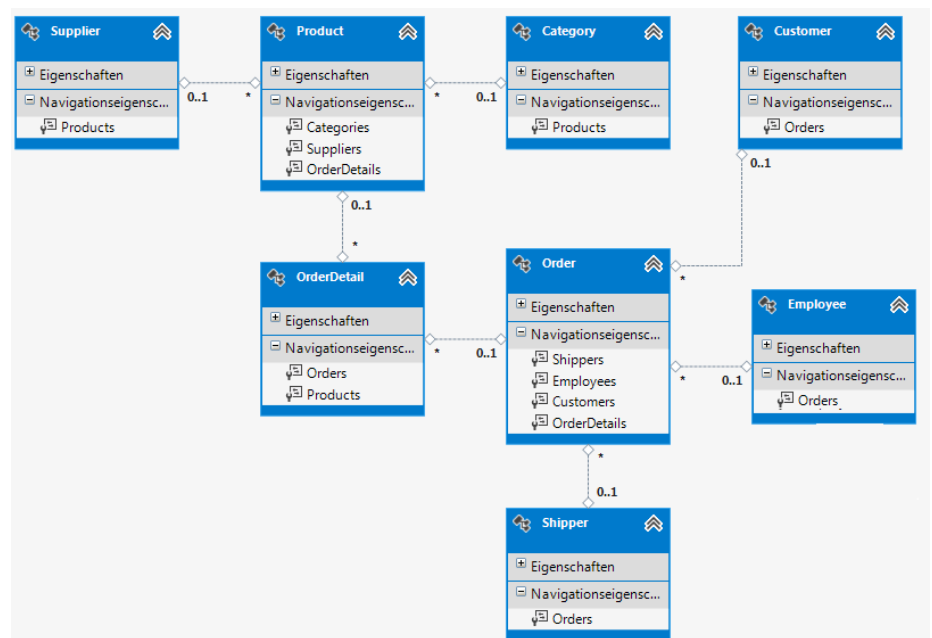 Supplier
Eigenschaften
Navigationseigensc...
Products
0..1
*
Product
Eigenschaften
Navigationseigensc...
Categories
Suppliers
OrderDetails
*
0..1
Category
Eigenschaften
Navigationseigensc...
Products
Customer
Eigenschaften
Navigationseigensc...
Orders
0..1
*
0..1
*
OrderDetail
Eigenschaften
Navigationseigensc...
Orders
Products
*
0..1
Order
Eigenschaften
Navigationseigensc...
Shippers
Employees
Customers
OrderDetails
*
0..1
Employee
Eigenschaften
Navigationseigensc...
Orders
*
0..1
Shipper
Eigenschaften
Navigationseigensc...
Orders